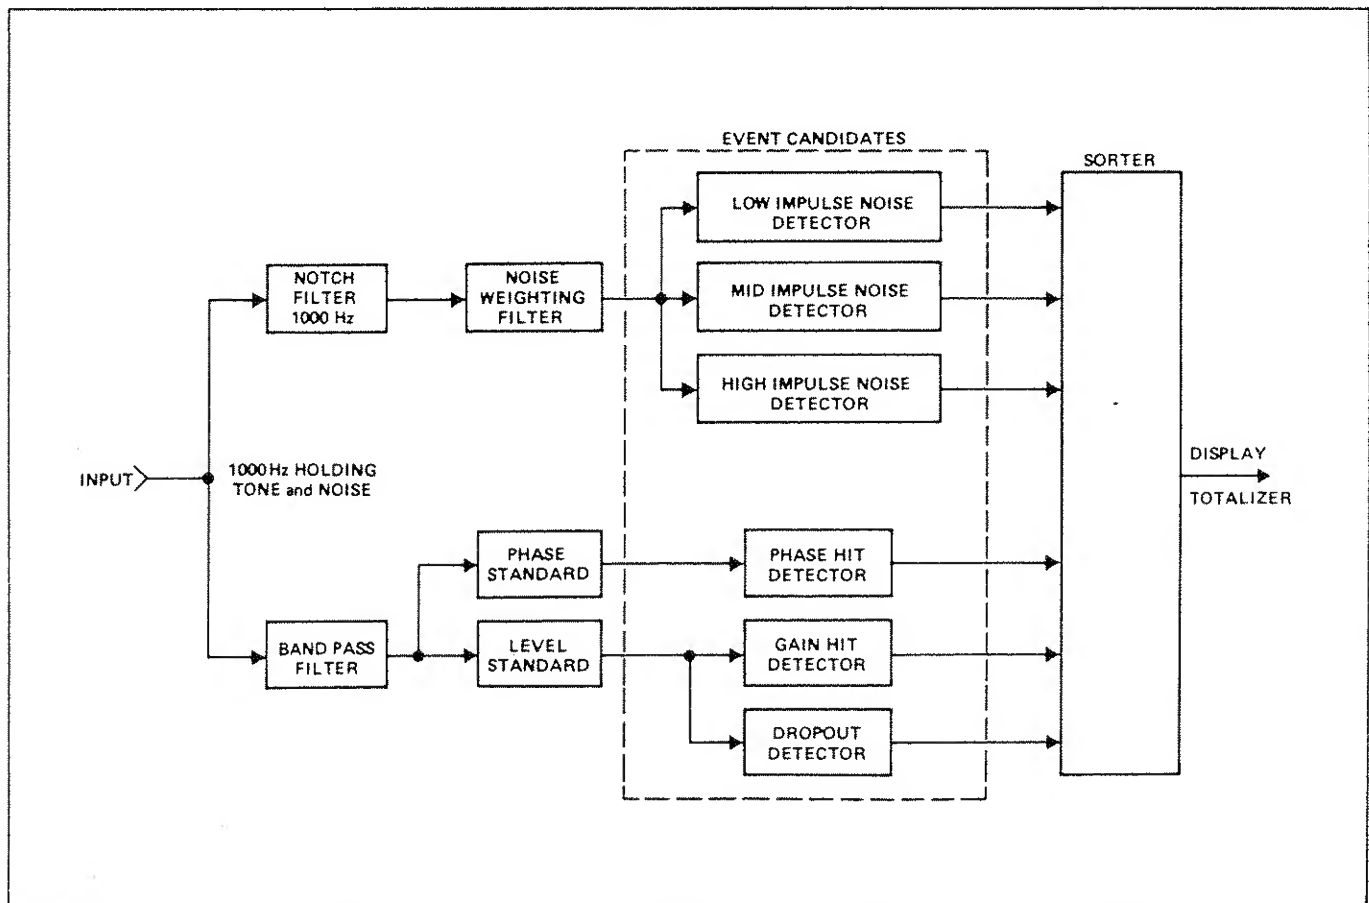 EVENT CANDIDATES
SORTER
LOW IMPULSE NOISE
DETECTOR
NOTCH
FILTER
1000 Hz
NOISE
WEIGHTING
FILTER
MID IMPULSE NOISE
DETECTOR
HIGH IMPULSE NOISE
DETECTOR
INPUT
1000Hz HOLDING
TONE and NOISE
DISPLAY
TOTALIZER
PHASE
STANDARD
PHASE HIT
DETECTOR
BAND PASS
FILTER
LEVEL
STANDARD
GAIN HIT
DETECTOR
DROPOUT
DETECTOR